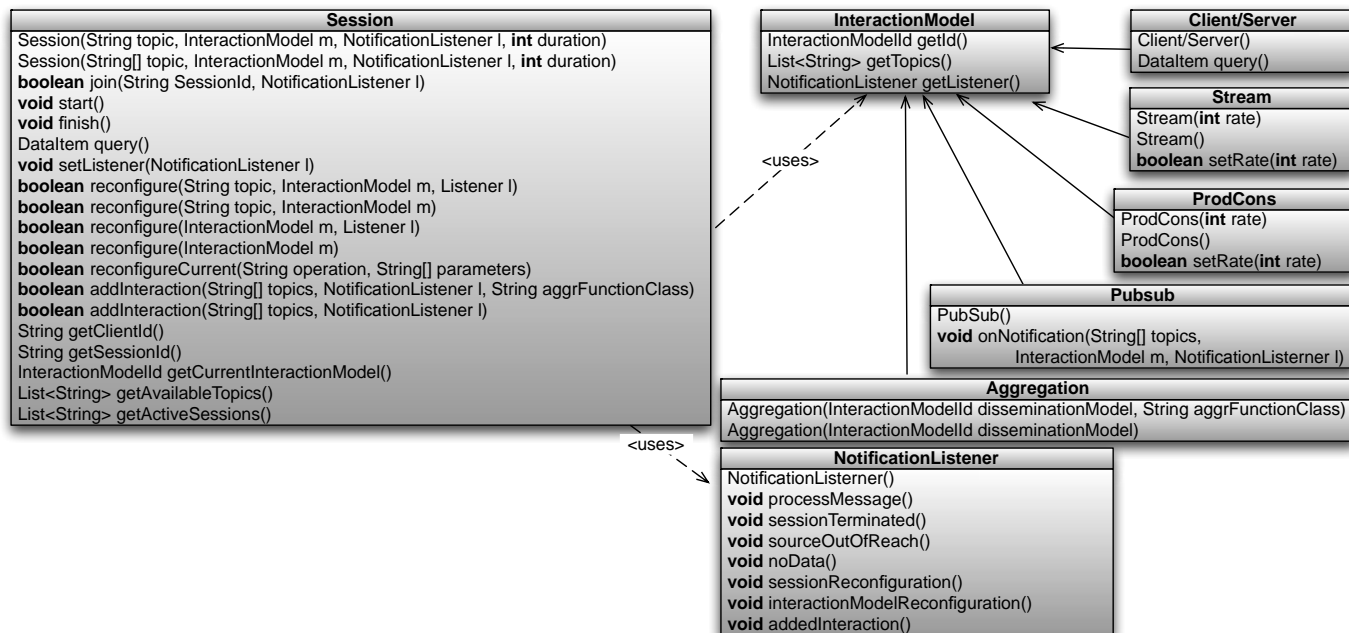 Session
Session(String topic, InteractionModel m, NotificationListener l, int duration)
Session(String[] topic, InteractionModel m, NotificationListener l, int duration)
boolean join(String SessionId, NotificationListener l)
void start()
void finish()
DataItem query()
void setListener(NotificationListener l)
boolean reconfigure(String topic, InteractionModel m, Listener l)
boolean reconfigure(String topic, InteractionModel m)
boolean reconfigure(InteractionModel m, Listener l)
boolean reconfigure(InteractionModel m)
boolean reconfigureCurrent(String operation, String[] parameters)
boolean addInteraction(String[] topics, NotificationListener l, String aggrFunctionClass)
boolean addInteraction(String[] topics, NotificationListener l)
String getClientId()
String getSessionId()
InteractionModelId getCurrentInteractionModel()
List<String> getAvailableTopics()
List<String> getActiveSessions()
<uses>
<uses>
InteractionModel
InteractionModelId getId()
List<String> getTopics()
NotificationListener getListener()
Client/Server
Client/Server()
DataItem query()
Stream
Stream(int rate)
Stream()
boolean setRate(int rate)
ProdCons
ProdCons(int rate)
ProdCons()
boolean setRate(int rate)
Pubsub
PubSub()
void onNotification(String[] topics,
InteractionModel m, NotificationListerner l)
Aggregation
Aggregation(InteractionModelId disseminationModel, String aggrFunctionClass)
Aggregation(InteractionModelId disseminationModel)
NotificationListener
NotificationListerner()
void processMessage()
void sessionTerminated()
void sourceOutOfReach()
void noData()
void sessionReconfiguration()
void interactionModelReconfiguration()
void addedInteraction()